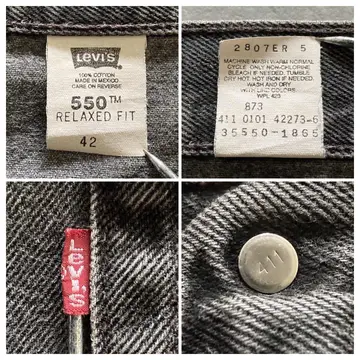 Levi's
100% COTTON
MADE IN MEXICO
CARE ON REVERSE
550™
RELAXED FIT
42
2807ER 5
MACHINE WASH WARM NORMAL
CYCLE ONLY NON-CHLORINE
BLEACH IF NEEDED. TUMBLE
DRY HOT. HOT IRON IF NEEDED.
WASH AND DRY
WITH LIKE COLORS
WPL 423
873
411 0101 42273-6
35550-1865
LEVI'S
411